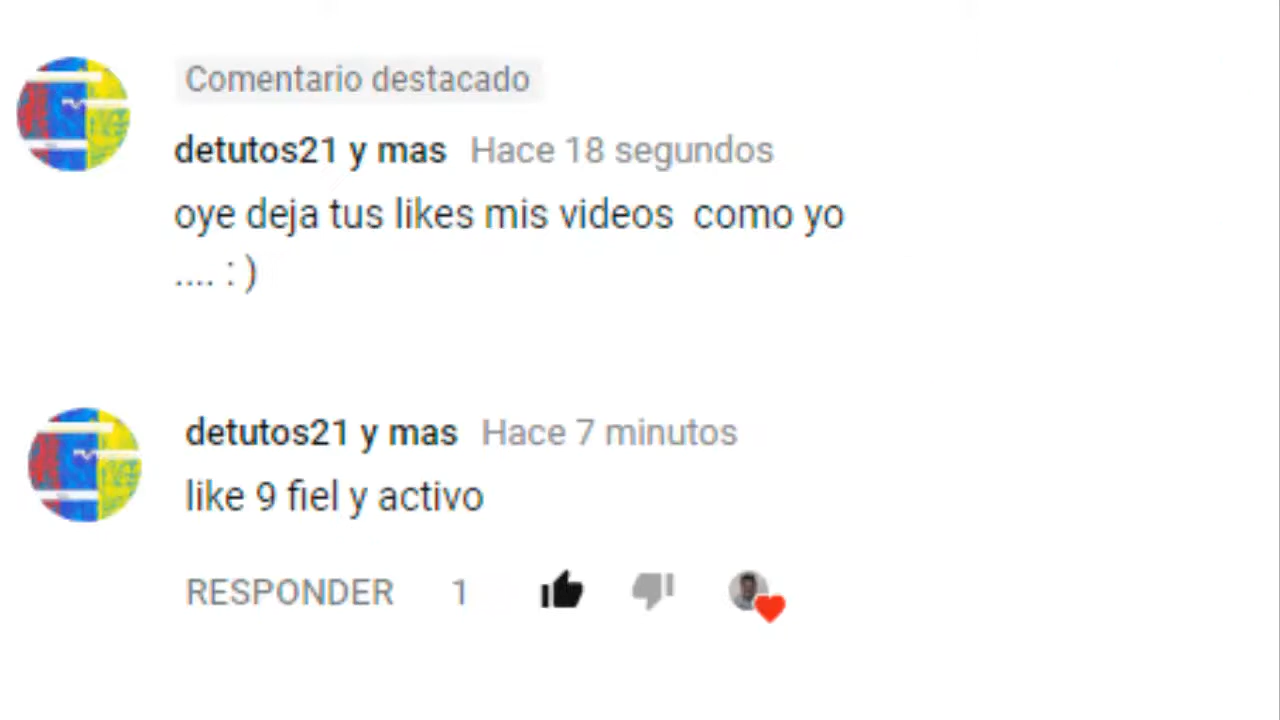 Comentario destacado
detutos21 y mas Hace 18 segundos
oye deja tus likes mis videos  como yo
.... : )
detutos21 y mas Hace 7 minutos
like 9 fiel y activo
RESPONDER 1